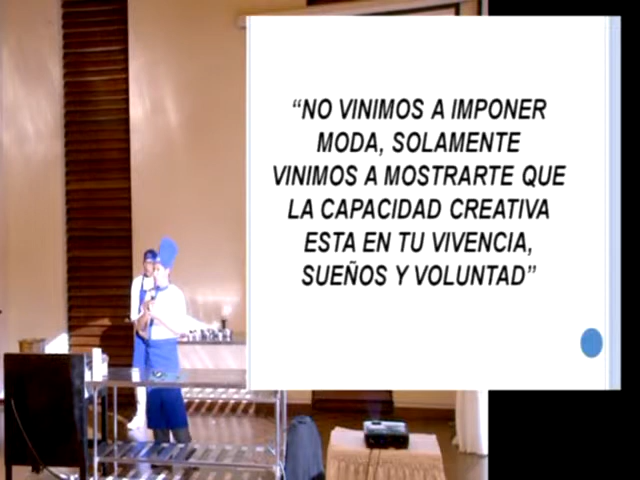 “NO VINIMOS A IMPONER
MODA, SOLAMENTE
VINIMOS A MOSTRARTE QUE
LA CAPACIDAD CREATIVA
ESTA EN TU VIVENCIA,
SUEÑOS Y VOLUNTAD”